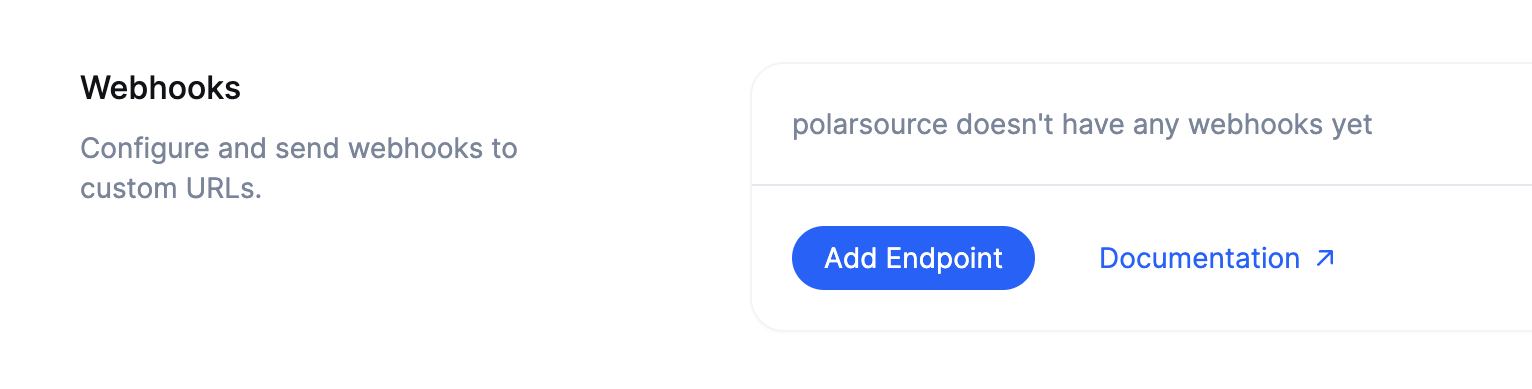 Webhooks
Configure and send webhooks to
custom URLs.
polarsource doesn't have any webhooks yet
Add Endpoint
Documentation ↗